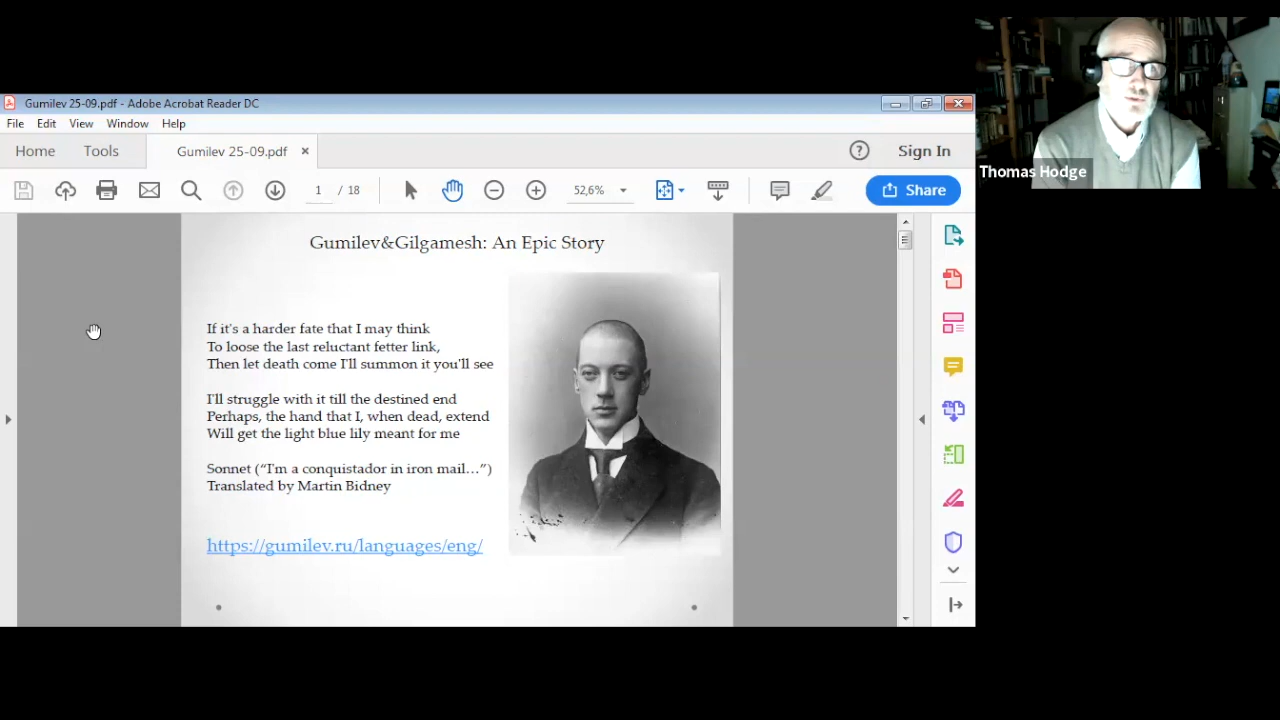 Gumilev 25-09.pdf - Adobe Acrobat Reader DC
File Edit View Window Help
Home Tools Gumilev 25-09.pdf × Sign In
1 / 18 52,6% Share
Gumilev&Gilgamesh: An Epic Story
If it's a harder fate that I may think
To loose the last reluctant fetter link,
Then let death come I'll summon it you'll see
I'll struggle with it till the destined end
Perhaps, the hand that I, when dead, extend
Will get the light blue lily meant for me
Sonnet (“I'm a conquistador in iron mail…”)
Translated by Martin Bidney
https://gumilev.ru/languages/eng/
Thomas Hodge